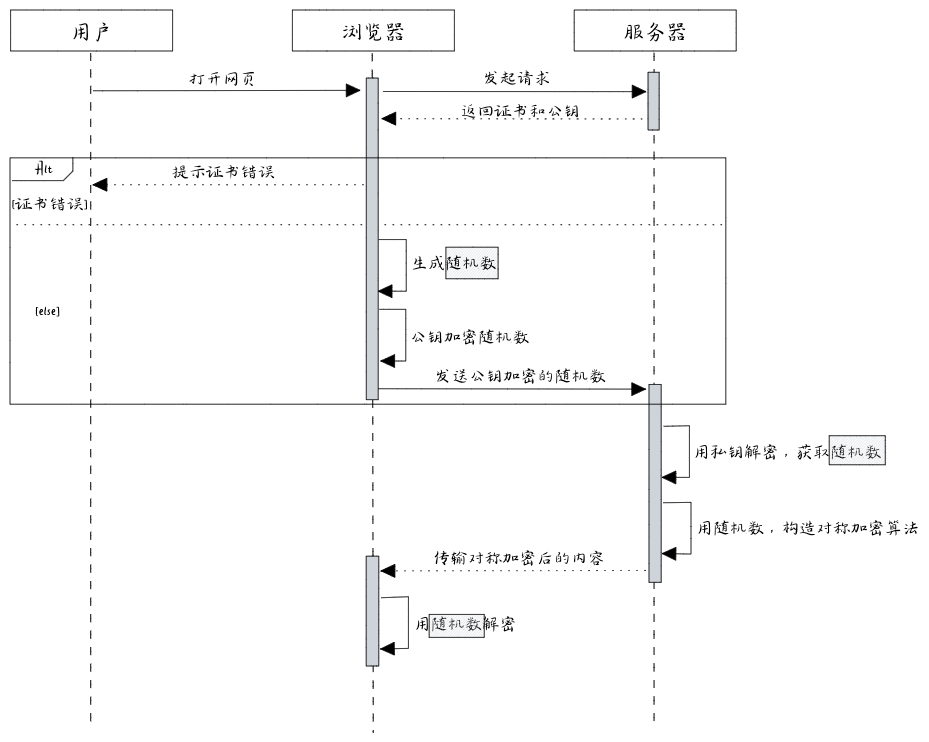 用户
浏览器
服务器
打开网页
发起请求
返回证书和公钥
Alt
提示证书错误
[证书错误]
生成随机数
[else]
公钥加密随机数
发送公钥加密的随机数
用私钥解密，获取随机数
用随机数，构造对称加密算法
传输对称加密后的内容
用随机数解密